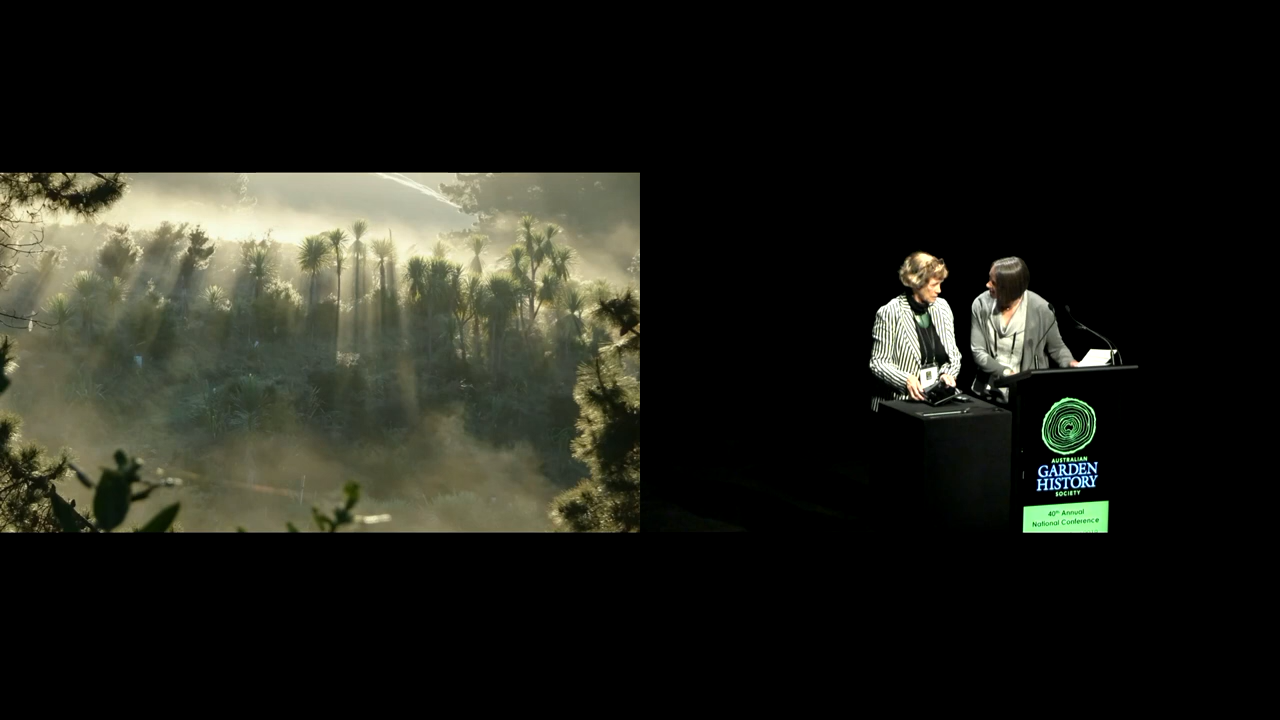 AUSTRALIAN
GARDEN
HISTORY
SOCIETY
40th Annual
National Conference